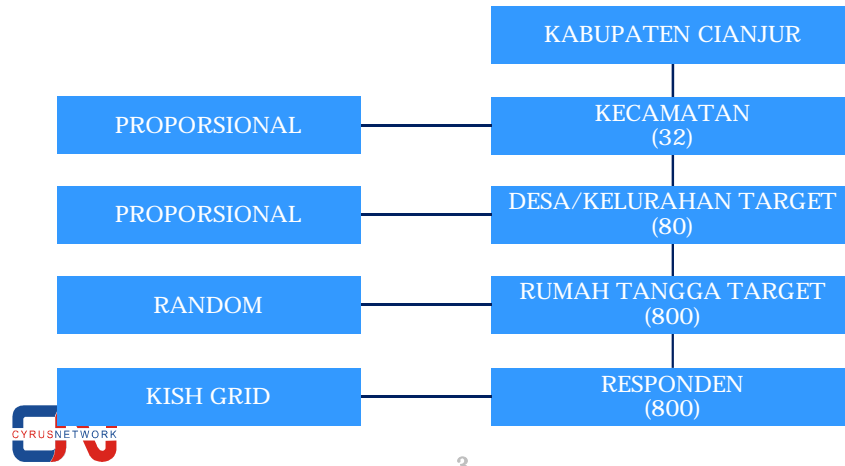 KABUPATEN CIANJUR
PROPORSIONAL
KECAMATAN
(32)
PROPORSIONAL
DESA/KELURAHAN TARGET
(80)
RANDOM
RUMAH TANGGA TARGET
(800)
KISH GRID
RESPONDEN
(800)
CYRUSNETWORK
3